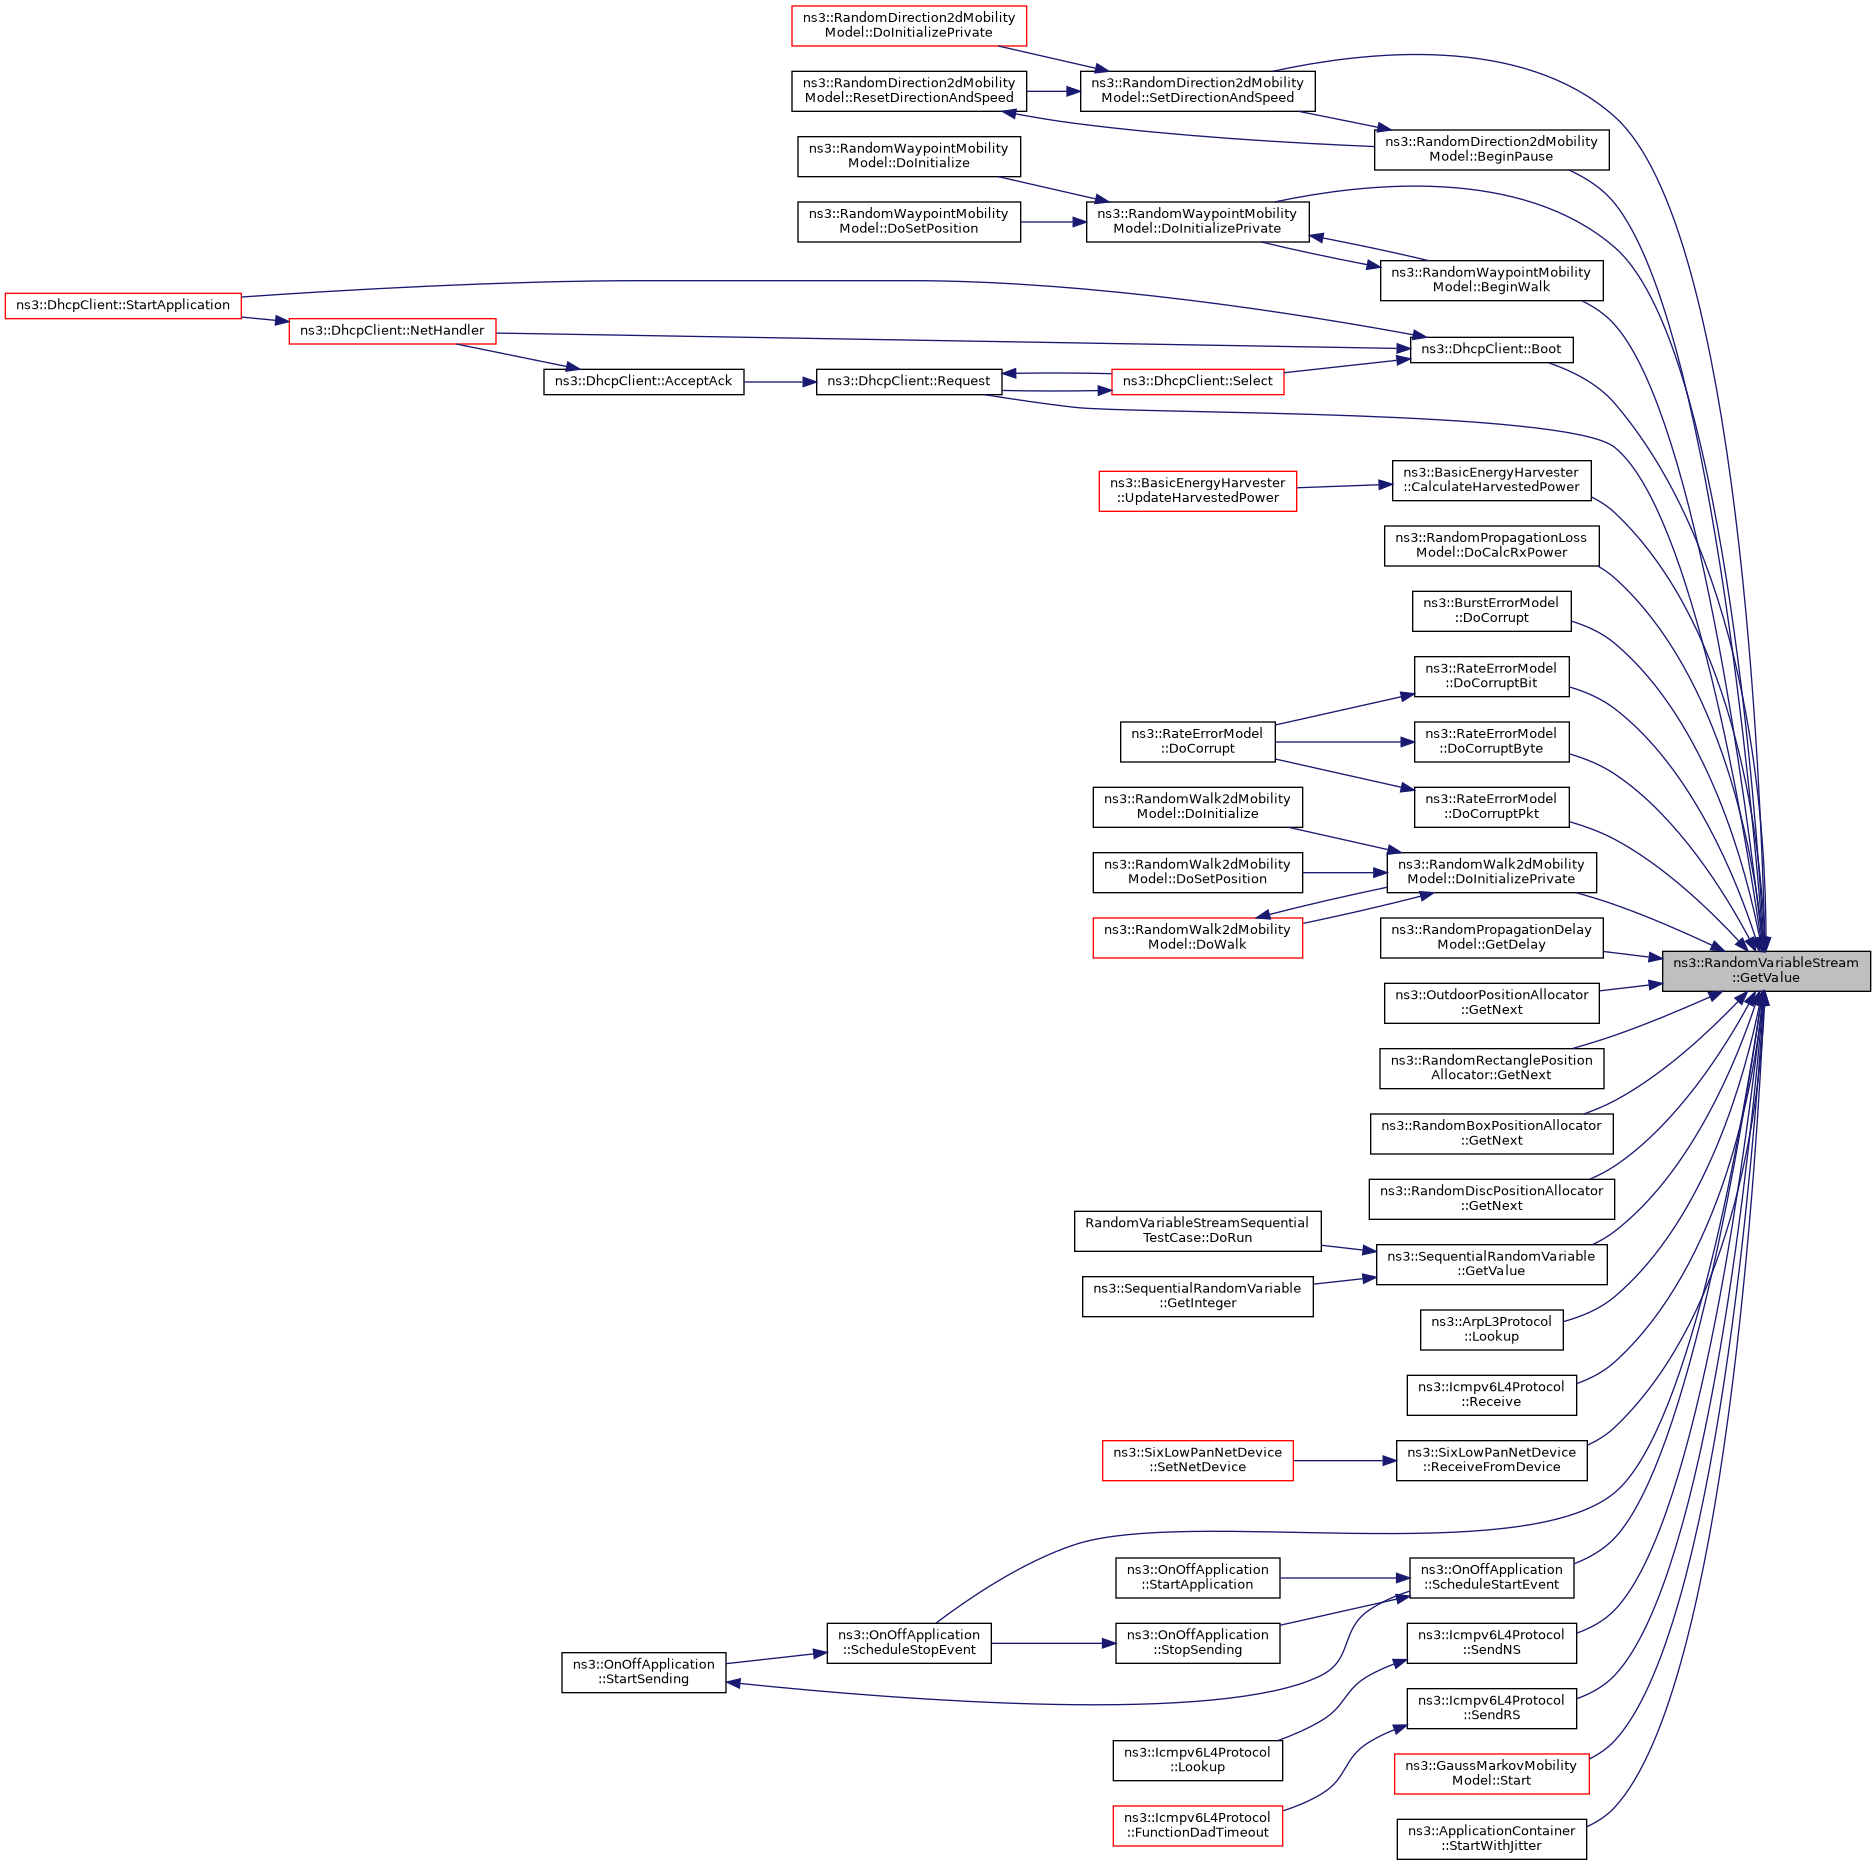 ns3::RandomDirection2dMobility
Model::DoInitializePrivate
ns3::RandomDirection2dMobility
Model::ResetDirectionAndSpeed
ns3::RandomDirection2dMobility
Model::SetDirectionAndSpeed
ns3::RandomDirection2dMobility
Model::BeginPause
ns3::RandomWaypointMobility
Model::DoInitialize
ns3::RandomWaypointMobility
Model::DoSetPosition
ns3::RandomWaypointMobility
Model::DoInitializePrivate
ns3::RandomWaypointMobility
Model::BeginWalk
ns3::DhcpClient::StartApplication
ns3::DhcpClient::NetHandler
ns3::DhcpClient::Boot
ns3::DhcpClient::AcceptAck
ns3::DhcpClient::Request
ns3::DhcpClient::Select
ns3::BasicEnergyHarvester
::UpdateHarvestedPower
ns3::BasicEnergyHarvester
::CalculateHarvestedPower
ns3::RandomPropagationLoss
Model::DoCalcRxPower
ns3::BurstErrorModel
::DoCorrupt
ns3::RateErrorModel
::DoCorruptBit
ns3::RateErrorModel
::DoCorrupt
ns3::RateErrorModel
::DoCorruptByte
ns3::RateErrorModel
::DoCorruptPkt
ns3::RandomWalk2dMobility
Model::DoInitialize
ns3::RandomWalk2dMobility
Model::DoSetPosition
ns3::RandomWalk2dMobility
Model::DoInitializePrivate
ns3::RandomWalk2dMobility
Model::DoWalk
ns3::RandomPropagationDelay
Model::GetDelay
ns3::RandomVariableStream
::GetValue
ns3::OutdoorPositionAllocator
::GetNext
ns3::RandomRectanglePosition
Allocator::GetNext
ns3::RandomBoxPositionAllocator
::GetNext
ns3::RandomDiscPositionAllocator
::GetNext
RandomVariableStreamSequential
TestCase::DoRun
ns3::SequentialRandomVariable
::GetValue
ns3::SequentialRandomVariable
::GetInteger
ns3::ArpL3Protocol
::Lookup
ns3::Icmpv6L4Protocol
::Receive
ns3::SixLowPanNetDevice
::SetNetDevice
ns3::SixLowPanNetDevice
::ReceiveFromDevice
ns3::OnOffApplication
::StartApplication
ns3::OnOffApplication
::ScheduleStartEvent
ns3::OnOffApplication
::StartSending
ns3::OnOffApplication
::ScheduleStopEvent
ns3::OnOffApplication
::StopSending
ns3::Icmpv6L4Protocol
::SendNS
ns3::Icmpv6L4Protocol
::SendRS
ns3::Icmpv6L4Protocol
::Lookup
ns3::GaussMarkovMobility
Model::Start
ns3::Icmpv6L4Protocol
::FunctionDadTimeout
ns3::ApplicationContainer
::StartWithJitter